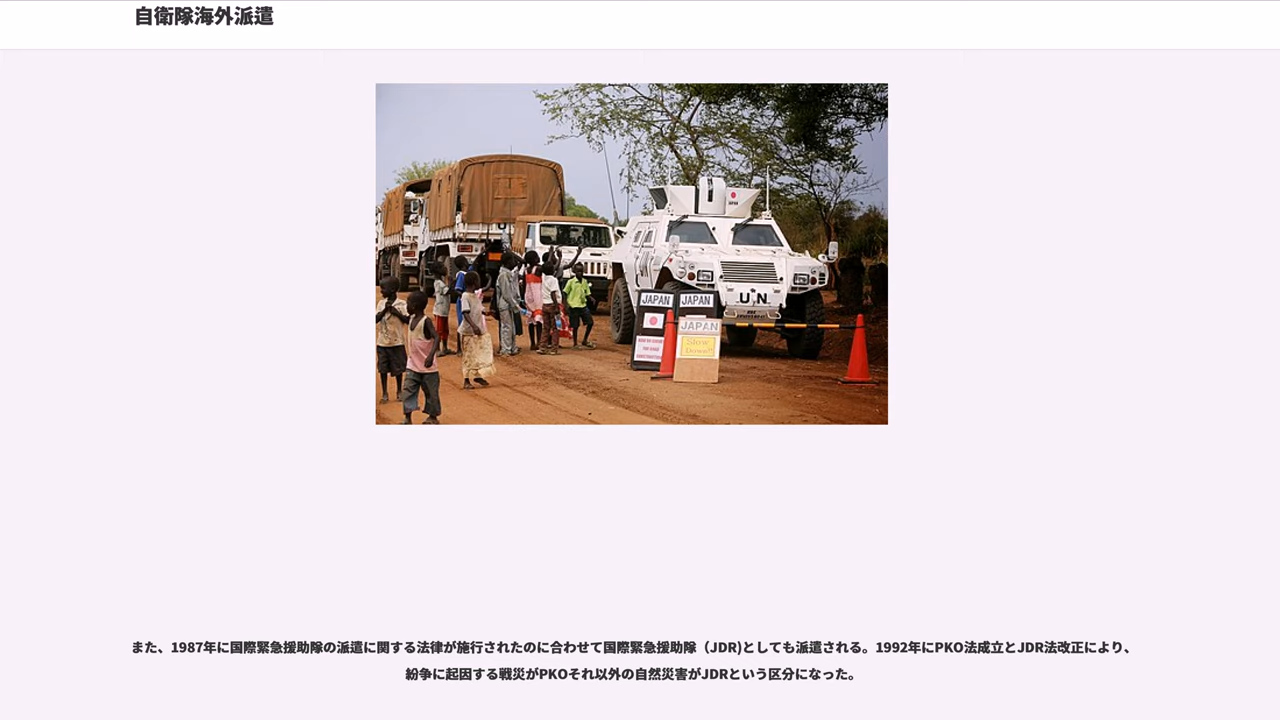 自衛隊海外派遣
JAPAN
UN
JAPAN
JAPAN
JAPAN
Slow
Down!!
また、1987年に国際緊急援助隊の派遣に関する法律が施行されたのに合わせて国際緊急援助隊（JDR)としても派遣される。1992年にPKO法成立とJDR法改正により、
紛争に起因する戦災がPKOそれ以外の自然災害がJDRという区分になった。